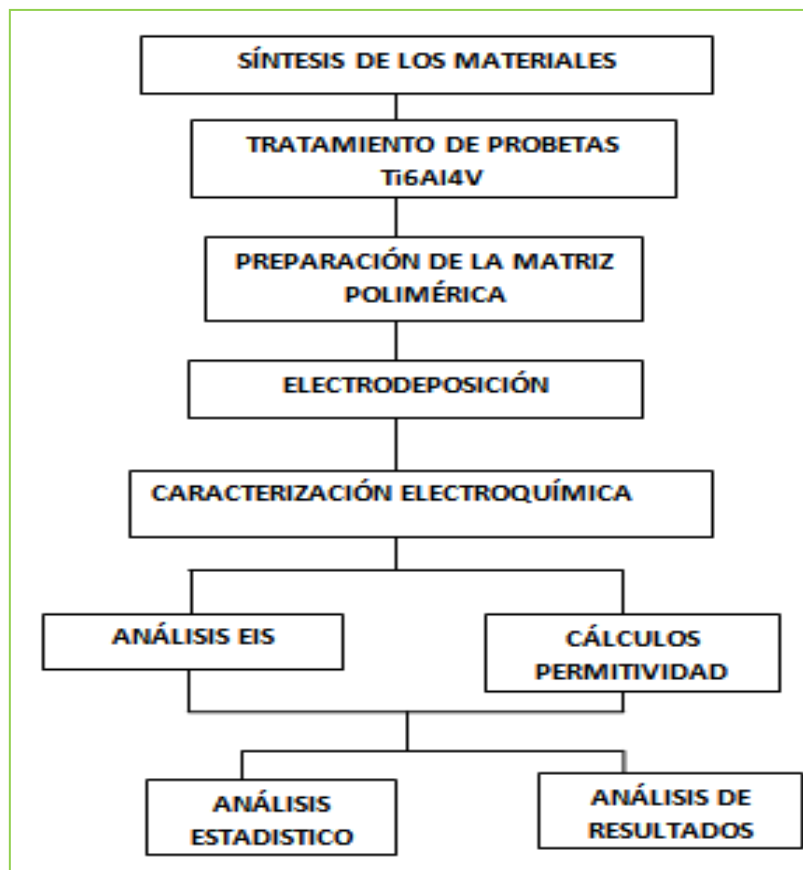 SÍNTESIS DE LOS MATERIALES
TRATAMIENTO DE PROBETAS
Ti6Al4V
PREPARACIÓN DE LA MATRIZ
POLIMÉRICA
ELECTRODEPOSICIÓN
CARACTERIZACIÓN ELECTROQUÍMICA
ANÁLISIS EIS
CÁLCULOS
PERMITIVIDAD
ANÁLISIS
ESTADISTICO
ANÁLISIS DE
RESULTADOS